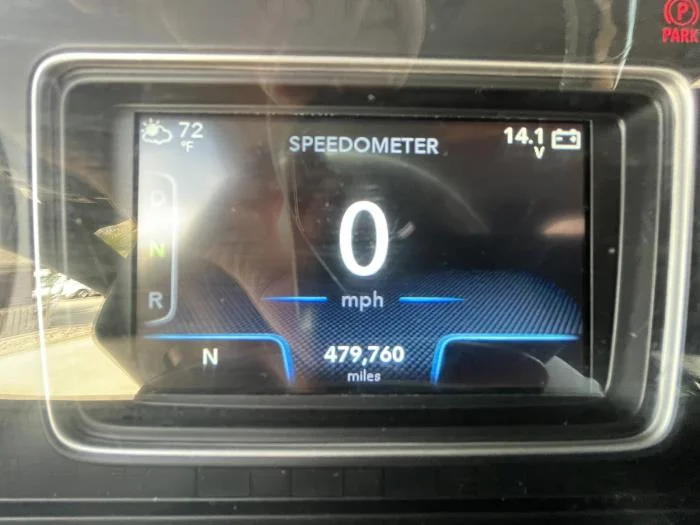 P
PARK
72
°F
SPEEDOMETER
14.1
V
D
N
R
0
mph
N
479,760
miles